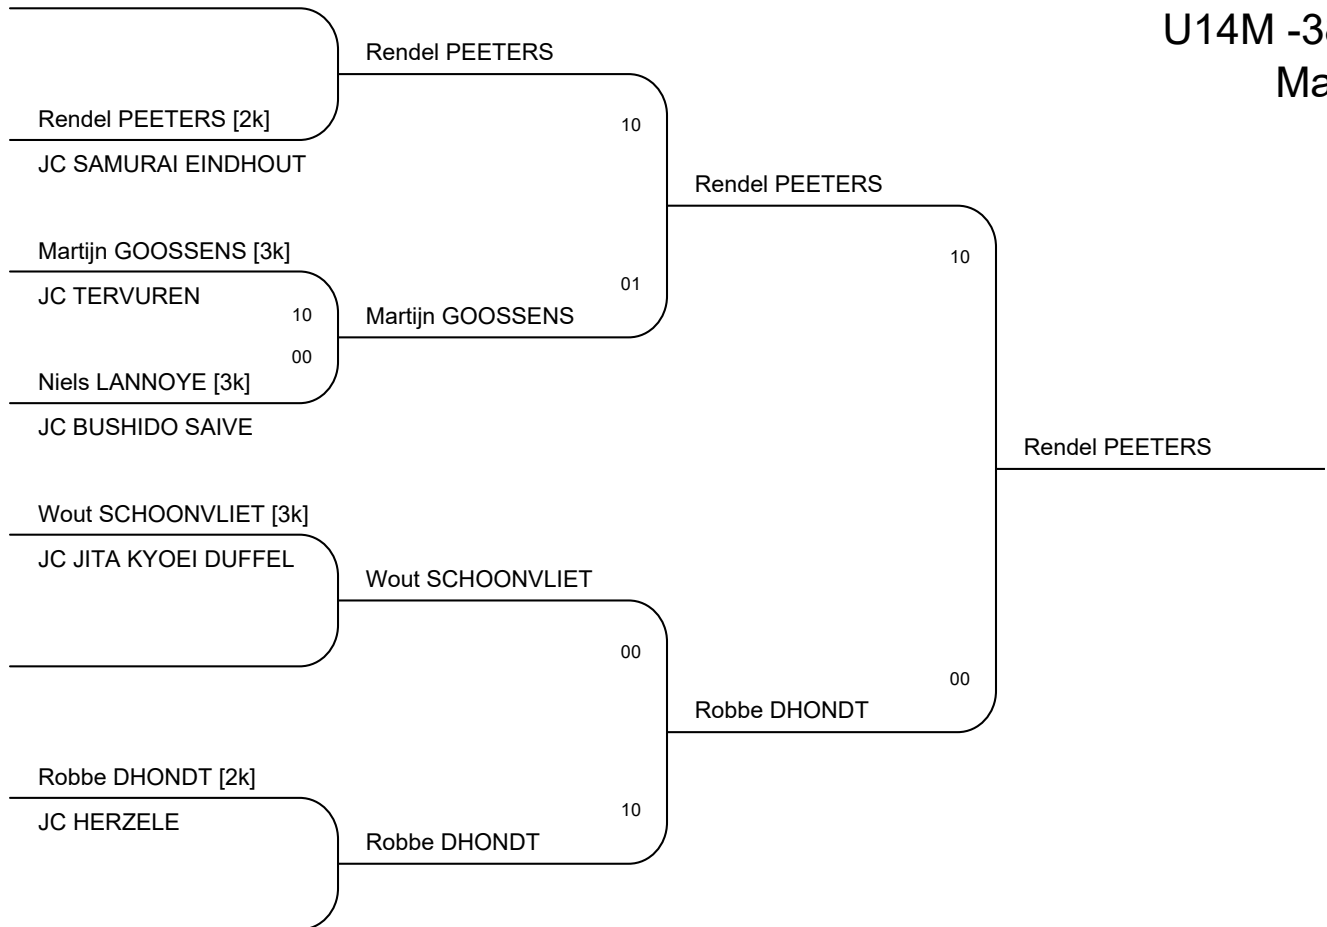 U14M -38
Ma
Rendel PEETERS
Rendel PEETERS [2k]
10
JC SAMURAI EINDHOUT
Rendel PEETERS
Martijn GOOSSENS [3k]
10
01
JC TERVUREN
10
Martijn GOOSSENS
00
Niels LANNOYE [3k]
JC BUSHIDO SAIVE
Rendel PEETERS
Wout SCHOONVLIET [3k]
JC JITA KYOEI DUFFEL
Wout SCHOONVLIET
00
00
Robbe DHONDT
Robbe DHONDT [2k]
10
JC HERZELE
Robbe DHONDT